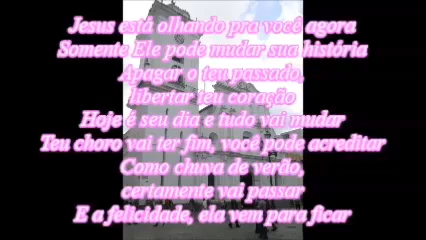 Jesus está olhando pra você agora
Somente Ele pode mudar sua história
Apagar o teu passado,
libertar teu coração
Hoje é seu dia e tudo vai mudar
Teu choro vai ter fim, você pode acreditar
Como chuva de verão,
certamente vai passar
E a felicidade, ela vem para ficar